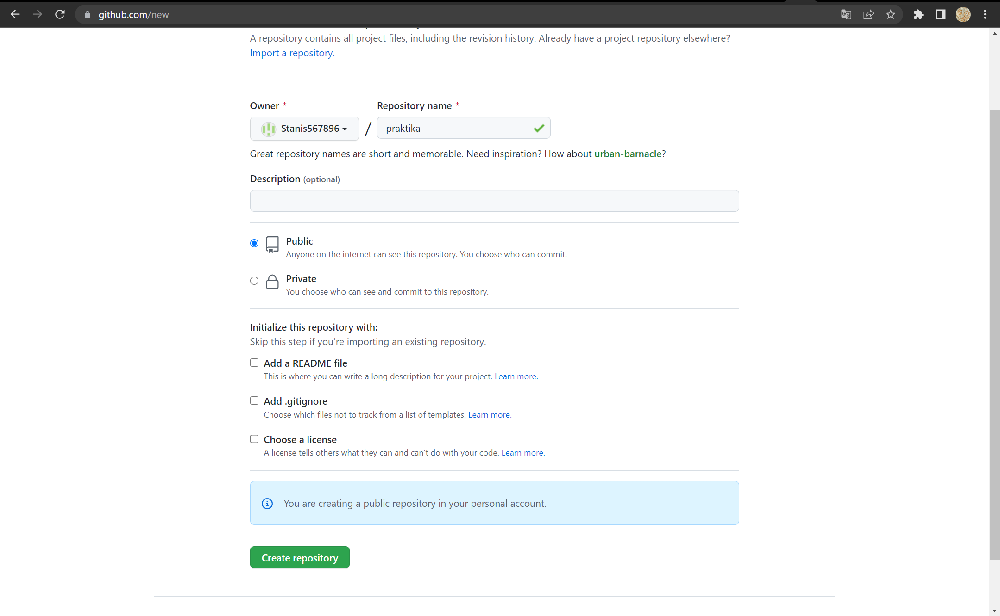 github.com/new
A repository contains all project files, including the revision history. Already have a project repository elsewhere?
Import a repository.
Owner *
Repository name *
Stanis567896
/
praktika
Great repository names are short and memorable. Need inspiration? How about urban-barnacle?
Description (optional)
Public
Anyone on the internet can see this repository. You choose who can commit.
Private
You choose who can see and commit to this repository.
Initialize this repository with:
Skip this step if you’re importing an existing repository.
Add a README file
This is where you can write a long description for your project. Learn more.
Add .gitignore
Choose which files not to track from a list of templates. Learn more.
Choose a license
A license tells others what they can and can't do with your code. Learn more.
You are creating a public repository in your personal account.
Create repository